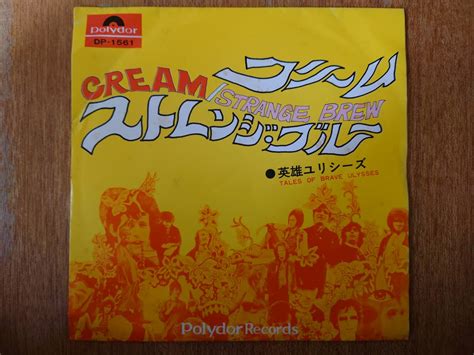 Polydor
DP-1561
クリーム
CREAM/STRANGE BREW
ストレンジ・ブルー
●英雄ユリシーズ
TALES OF BRAVE ULYSSES
Polydor Records